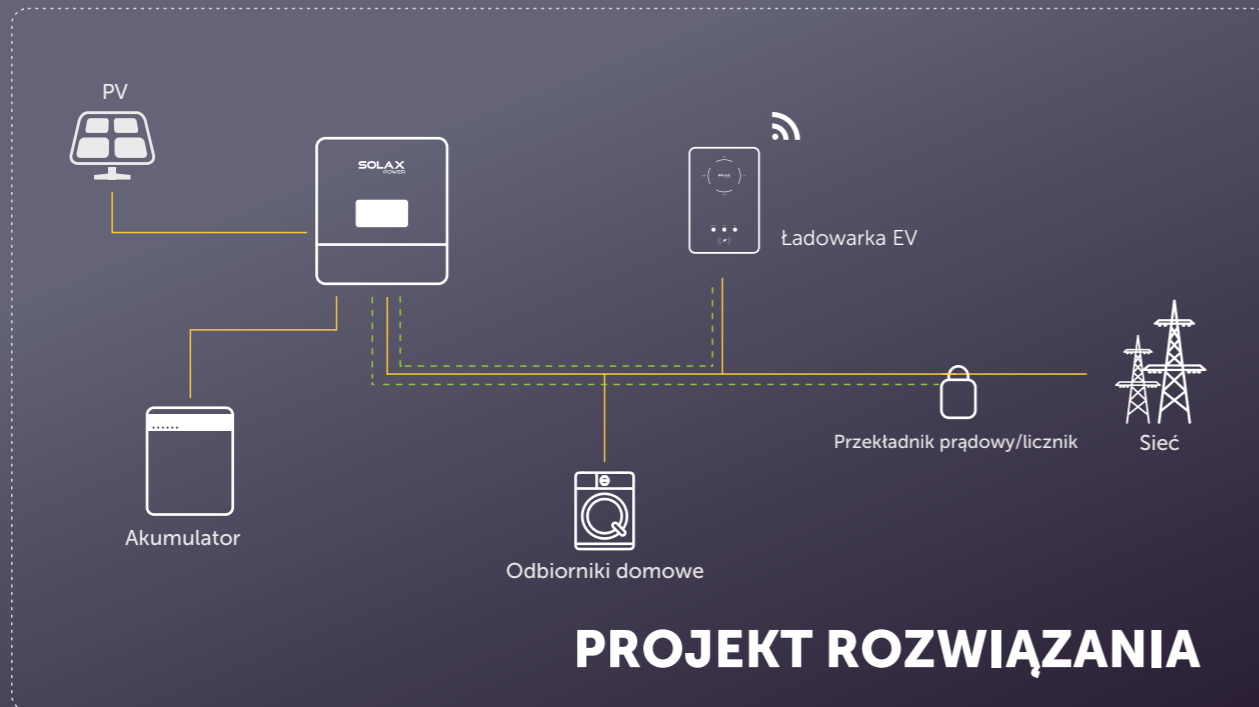 PV
SOLAX
POWER
Ładowarka EV
Przekładnik prądowy/licznik
Sieć
Akumulator
Odbiorniki domowe
PROJEKT ROZWIĄZANIA